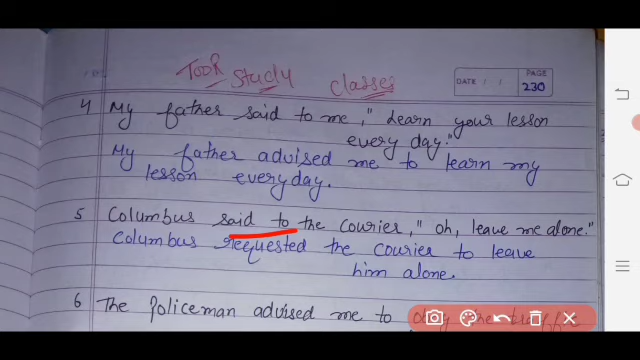 TOOR Study Classes
DATE / /
PAGE 230
4 My father said to me, " Learn your lesson
every day."
My father advised me to learn my
lesson everyday.
5 Columbus said to the Courier, " Oh, leave me alone."
Columbus requested the Courier to leave
him alone.
6 The Policeman advised me to